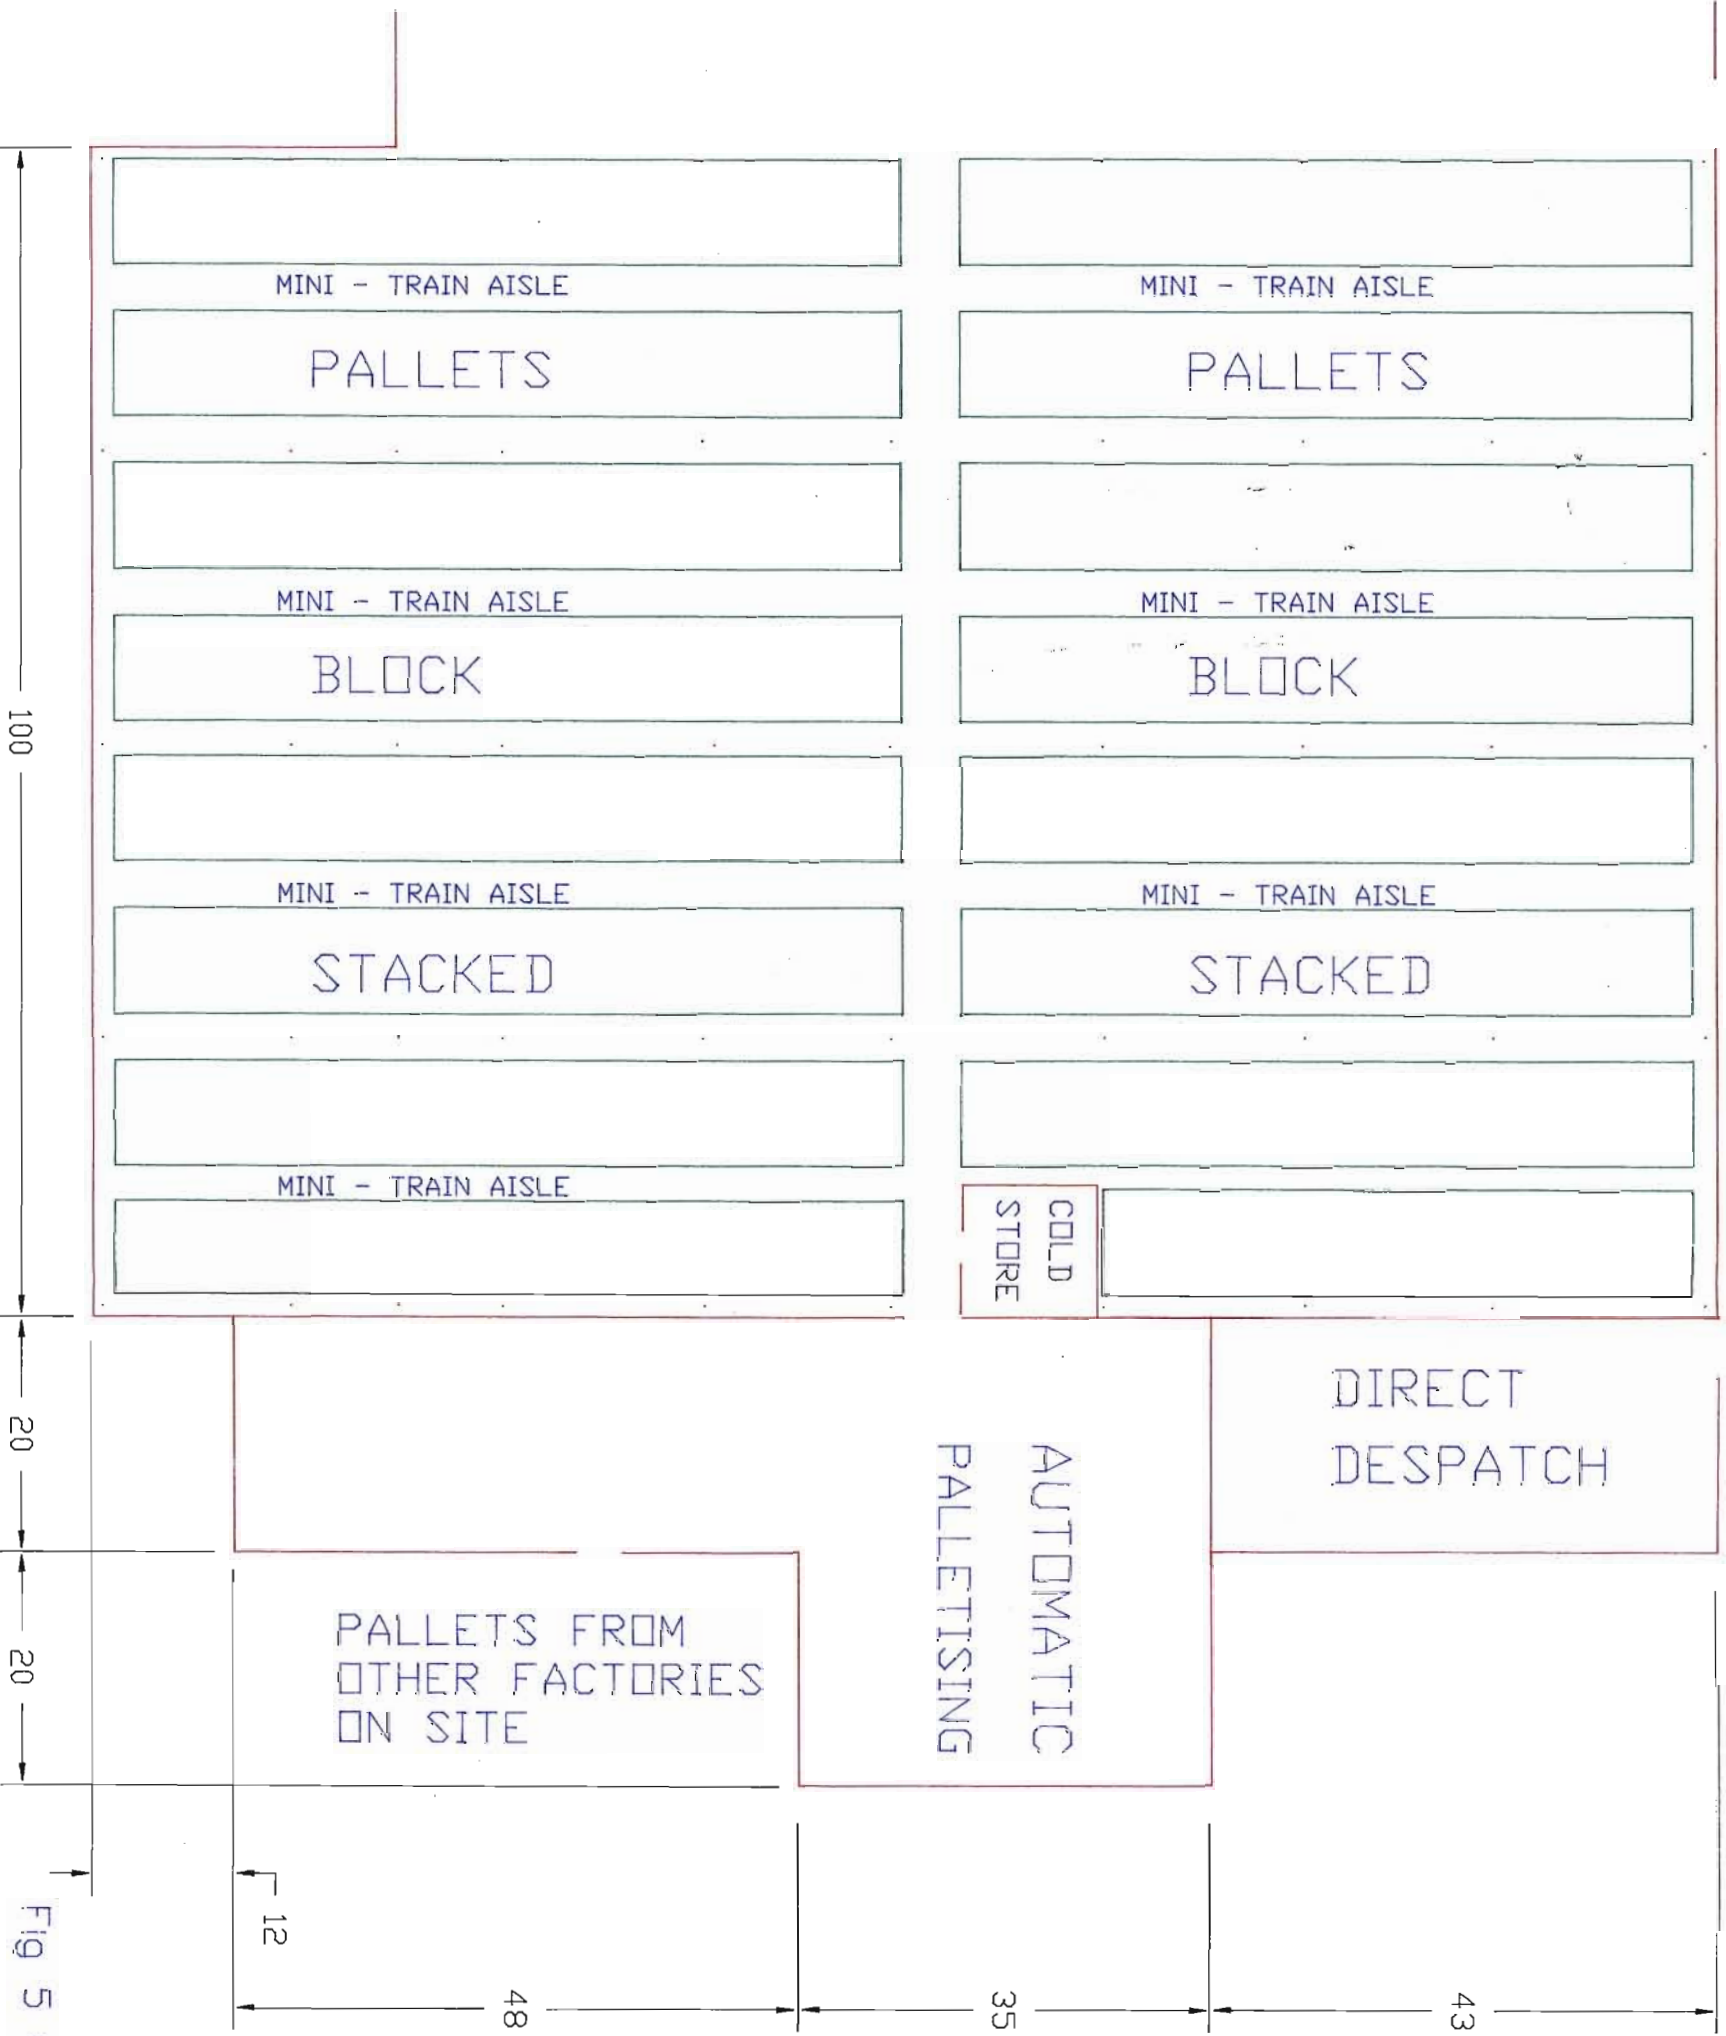 MINI - TRAIN AISLE
MINI - TRAIN AISLE
PALLETS
PALLETS
MINI - TRAIN AISLE
MINI - TRAIN AISLE
BLOCK
BLOCK
MINI - TRAIN AISLE
MINI - TRAIN AISLE
STACKED
STACKED
MINI - TRAIN AISLE
COLD
STORE
DIRECT
DESPATCH
AUTOMATIC
PALLETISING
PALLETS FROM
OTHER FACTORIES
ON SITE
100
20
20
12
48
35
43
Fig 5